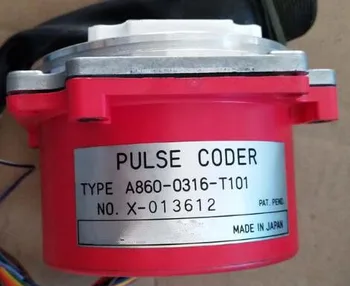 PULSE CODER
TYPE A860-0316-T101
NO. X-013612
PAT. PEND.
MADE IN JAPAN